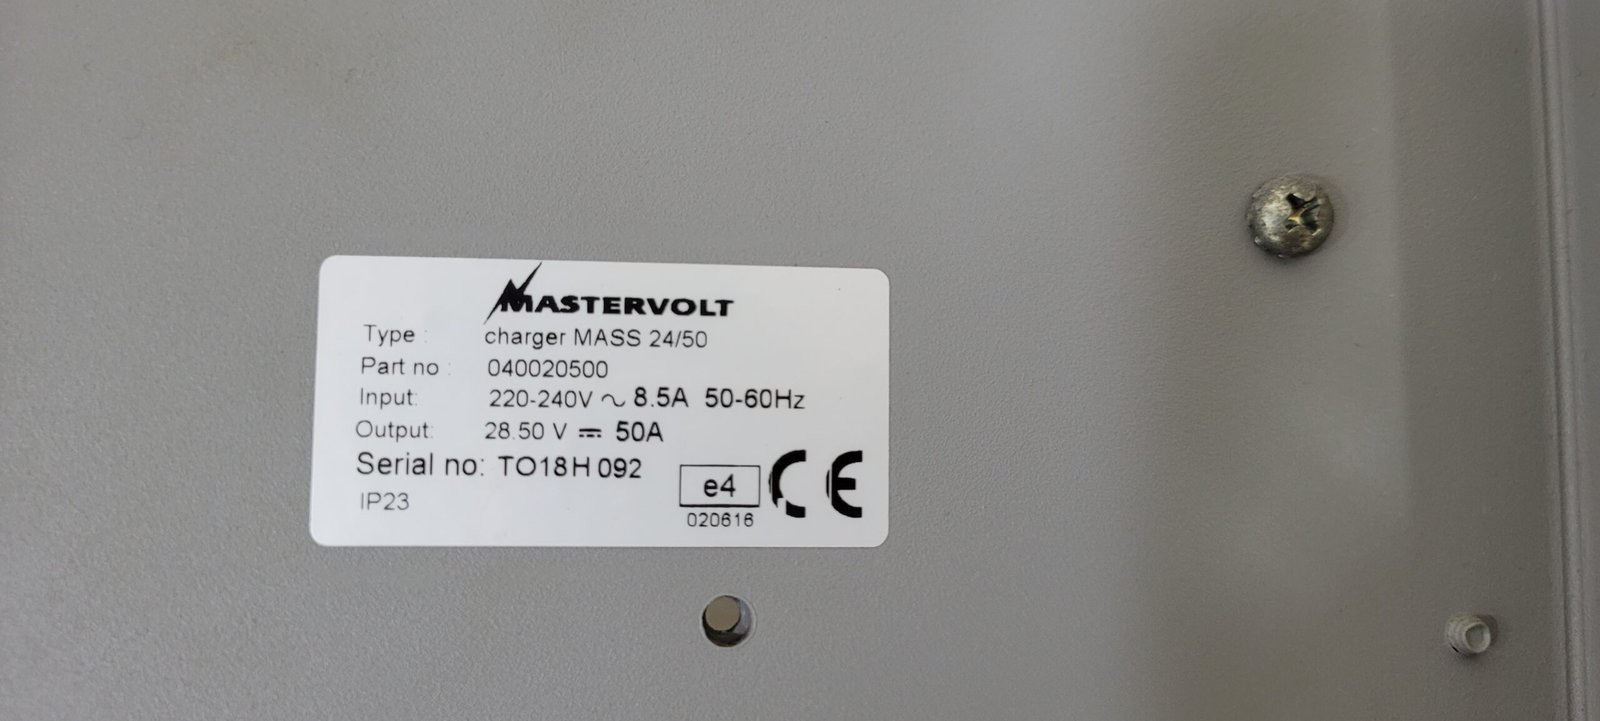 MASTERVOLT
Type : charger MASS 24/50
Part no : 040020500
Input: 220-240V ~ 8.5A 50-60Hz
Output: 28.50 V ⎓ 50A
Serial no: TO18H 092
IP23
e4
020616
CE